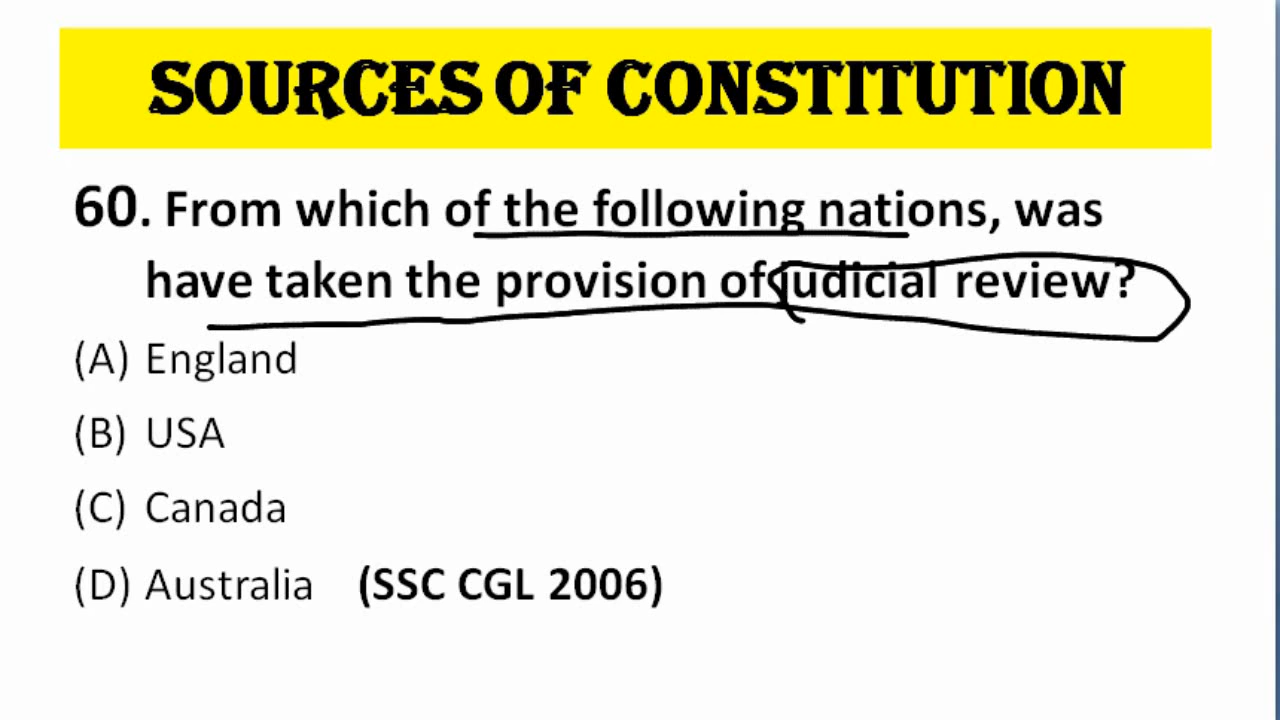 SOURCES OF CONSTITUTION
60. From which of the following nations, was
have taken the provision of judicial review?
(A) England
(B) USA
(C) Canada
(D) Australia (SSC CGL 2006)